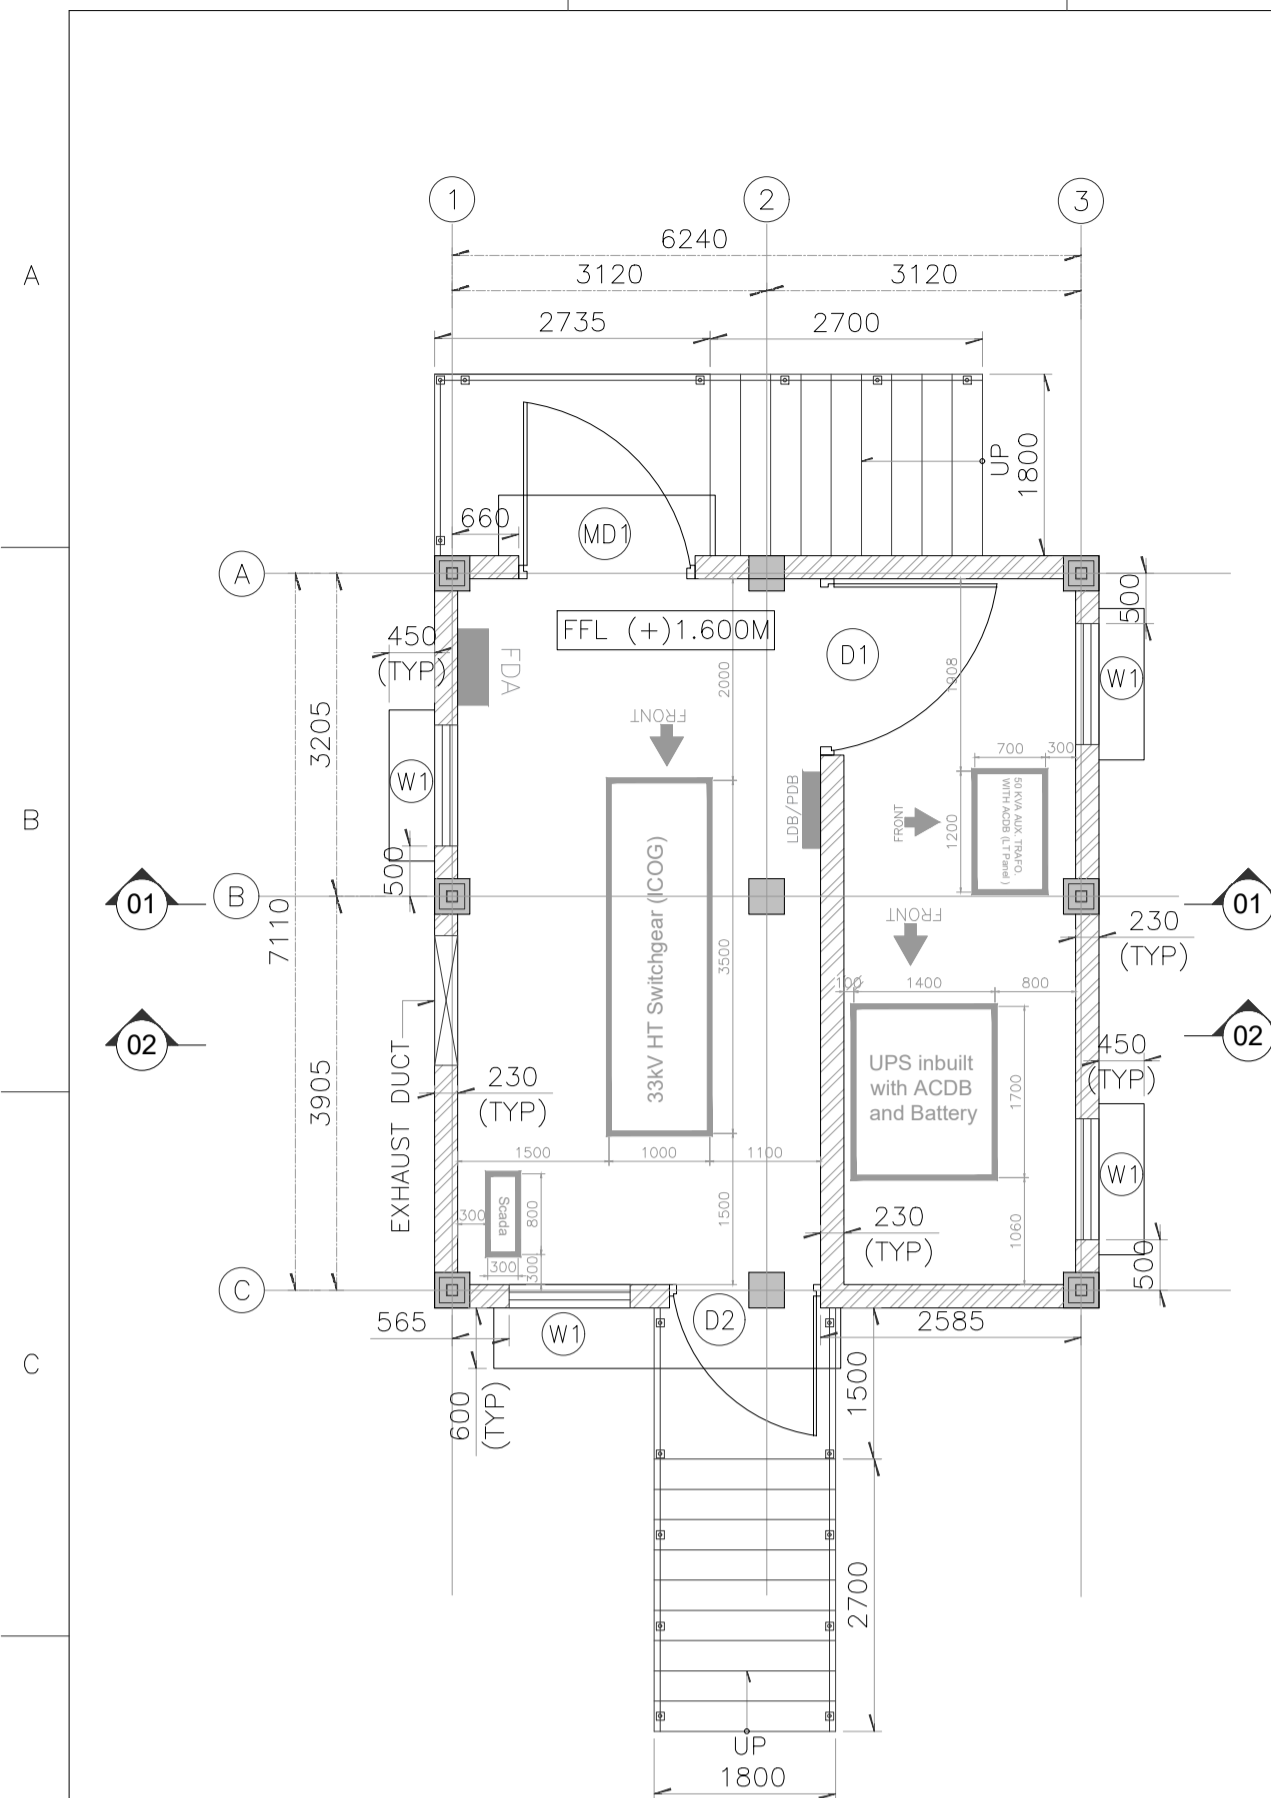 1
2
3
6240
3120
3120
2735
2700
A
UP
1800
660
MD1
A
500
FFL (+)1.600M
450
(TYP)
FDA
D1
2000
1908
W1
FRONT
3205
W1
700
300
LDB/PDB
FRONT
1200
50 KVA AUX. TRAFO.
WITH ACDB (LT Panel )
B
500
33kV HT Switchgear (ICOG)
01
B
01
7110
FRONT
230
(TYP)
3500
100
1400
800
02
02
EXHAUST DUCT
3905
230
(TYP)
UPS inbuilt
with ACDB
and Battery
1700
450
(TYP)
1500
1000
1100
W1
300
Scada
800
1500
230
(TYP)
1060
300
300
500
C
565
W1
D2
2585
C
600
(TYP)
1500
2700
UP
1800